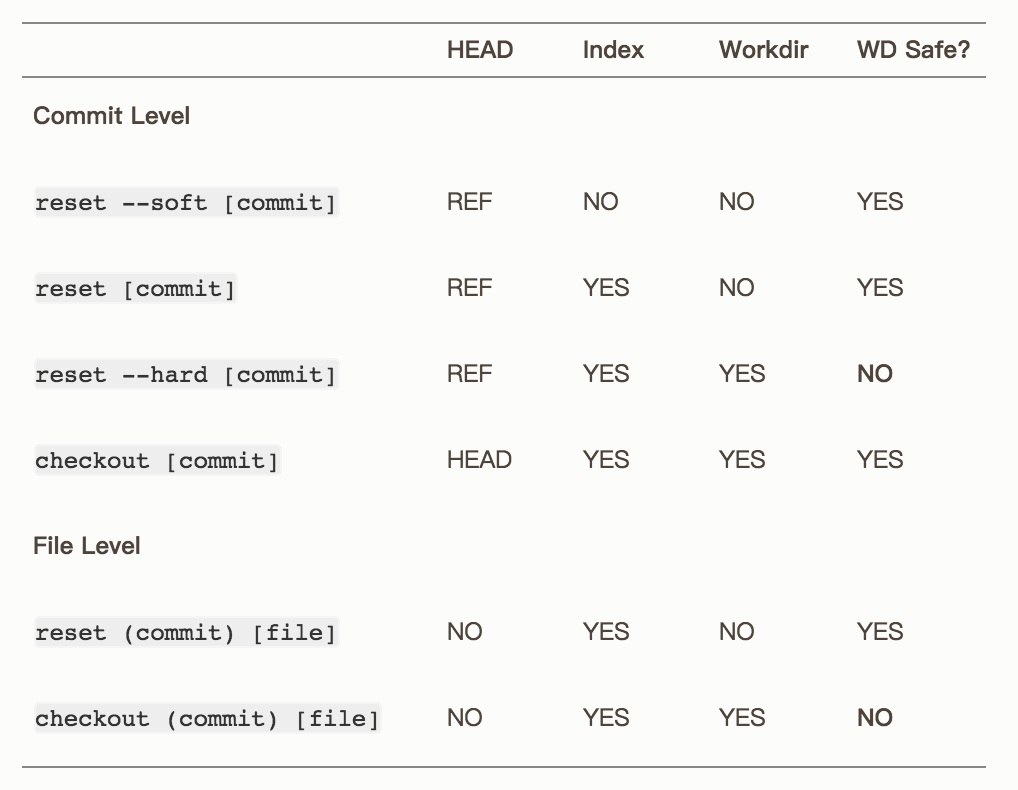 HEAD Index Workdir WD Safe?
Commit Level
reset --soft [commit] REF NO NO YES
reset [commit] REF YES NO YES
reset --hard [commit] REF YES YES NO
checkout [commit] HEAD YES YES YES
File Level
reset (commit) [file] NO YES NO YES
checkout (commit) [file] NO YES YES NO